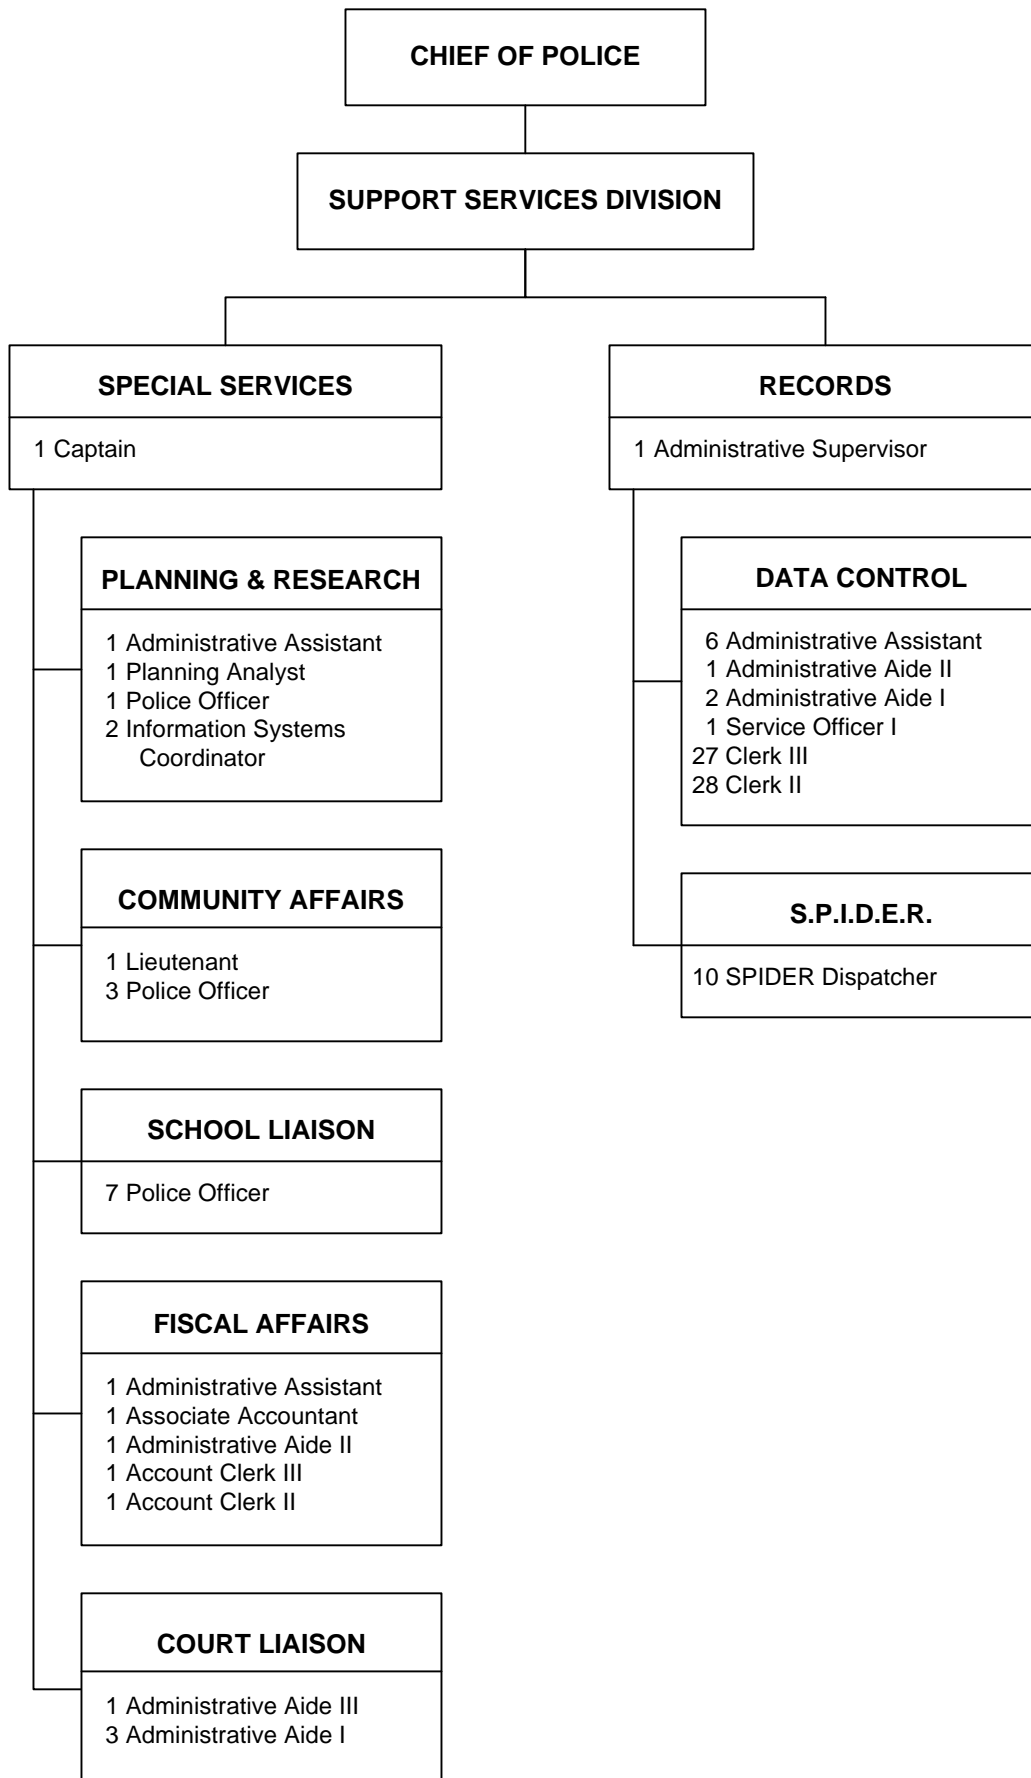 CHIEF OF POLICE
SUPPORT SERVICES DIVISION
SPECIAL SERVICES
1 Captain
PLANNING & RESEARCH
1 Administrative Assistant
1 Planning Analyst
1 Police Officer
2 Information Systems
Coordinator
COMMUNITY AFFAIRS
1 Lieutenant
3 Police Officer
SCHOOL LIAISON
7 Police Officer
FISCAL AFFAIRS
1 Administrative Assistant
1 Associate Accountant
1 Administrative Aide II
1 Account Clerk III
1 Account Clerk II
COURT LIAISON
1 Administrative Aide III
3 Administrative Aide I
RECORDS
1 Administrative Supervisor
DATA CONTROL
6 Administrative Assistant
1 Administrative Aide II
2 Administrative Aide I
1 Service Officer I
27 Clerk III
28 Clerk II
S.P.I.D.E.R.
10 SPIDER Dispatcher